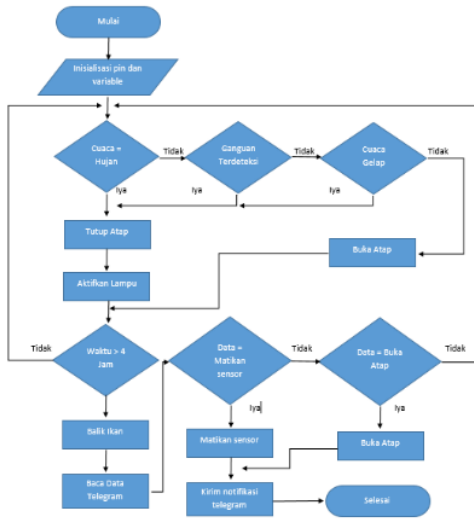 Mulai
Inisialisasi pin dan
variable
Cuaca =
Hujan
Tidak
Ganguan
Terdeteksi
Tidak
Cuaca
Gelap
Tidak
Iya
Iya
Iya
Tutup Atap
Buka Atap
Aktifkan Lampu
Tidak
Waktu > 4
Jam
Data =
Matikan
sensor
Tidak
Data = Buka
Atap
Tidak
Iya
Iya
Balik Ikan
Matikan sensor
Buka Atap
Baca Data
Telegram
Kirim notifikasi
telegram
Selesai